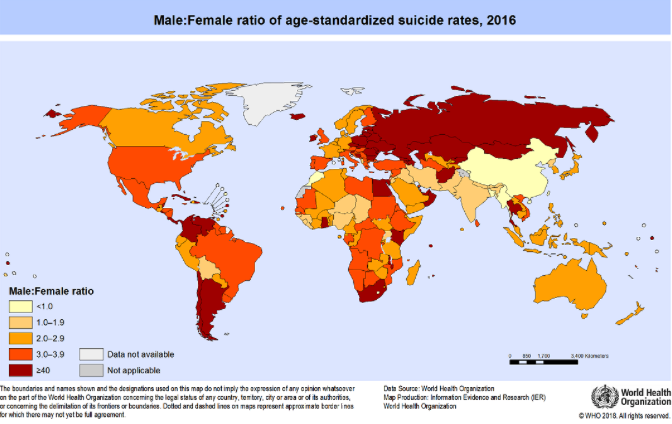 Male:Female ratio of age-standardized suicide rates, 2016
Male:Female ratio
<1.0
1.0–1.9
2.0–2.9
3.0–3.9
≥40
Data not available
Not applicable
0 850 1,700 3,400 Kilometers
The boundaries and names shown and the designations used on this map do not imply the expression of any opinion whatsoever
on the part of the World Health Organization concerning the legal status of any country, territory, city or area or of its authorities,
or concerning the delimitation of its frontiers or boundaries. Dotted and dashed lines on maps represent approximate border lines
for which there may not yet be full agreement.
Data Source: World Health Organization
Map Production: Information Evidence and Research (IER)
World Health Organization
World Health
Organization
© WHO 2018. All rights reserved.